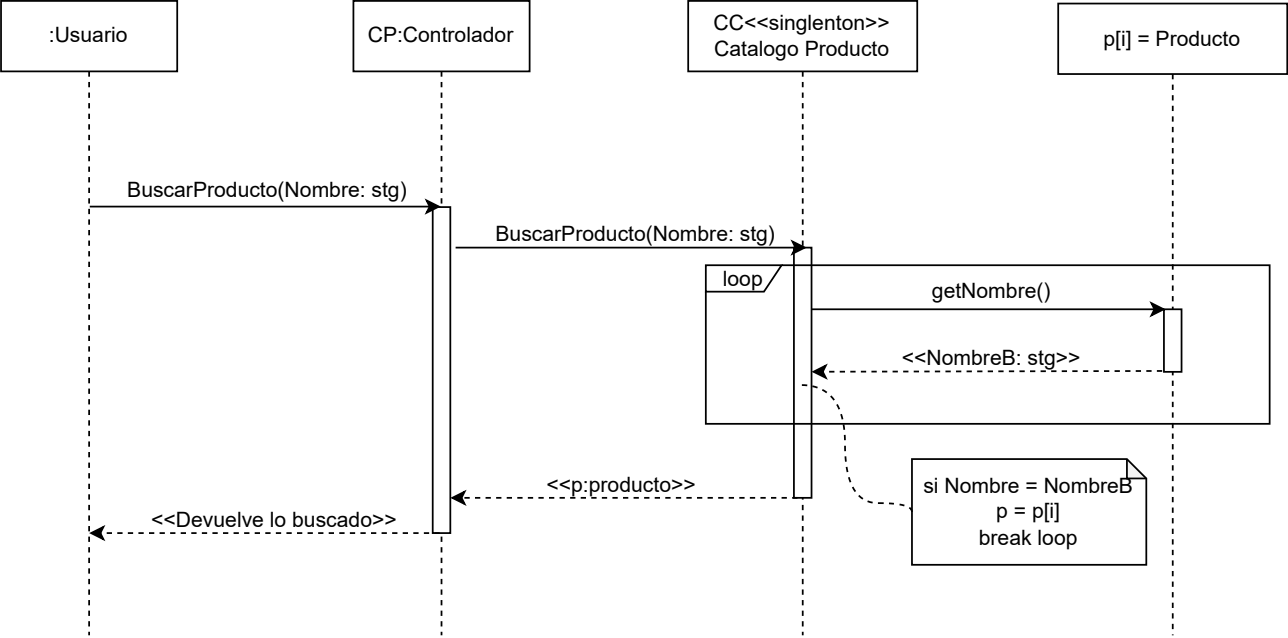 :Usuario
CP:Controlador
CC<<singlenton>>
Catalogo Producto
p[i] = Producto
BuscarProducto(Nombre: stg)
BuscarProducto(Nombre: stg)
loop
getNombre()
<<NombreB: stg>>
<<p:producto>>
<<Devuelve lo buscado>>
si Nombre = NombreB
p = p[i]
break loop